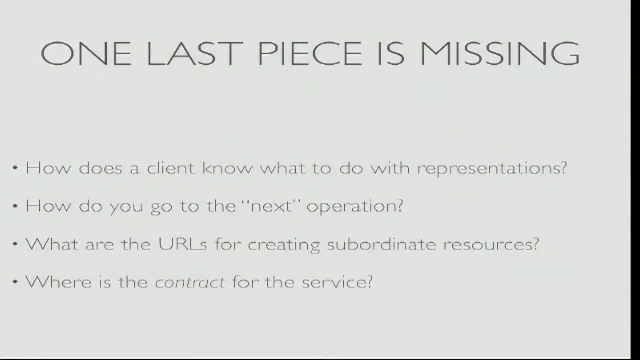 ONE LAST PIECE IS MISSING
• How does a client know what to do with representations?
• How do you go to the “next” operation?
• What are the URLs for creating subordinate resources?
• Where is the contract for the service?